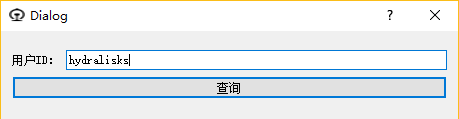 Dialog
用户ID: hydralisks
查询